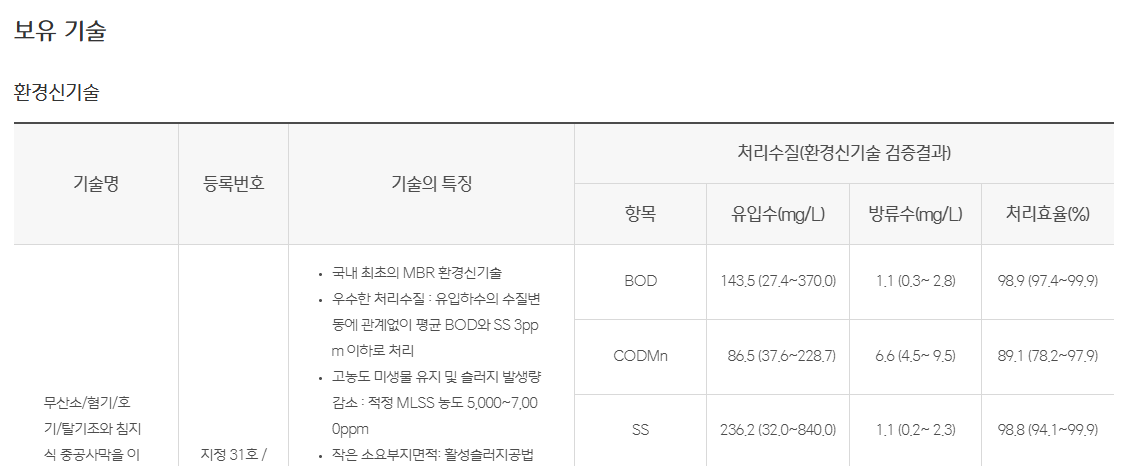 보유 기술
환경신기술
기술명 등록번호 기술의 특징 처리수질(환경신기술 검증결과)
항목 유입수(mg/L) 방류수(mg/L) 처리효율(%)
무산소/혐기/호
기/탈기조와 침지
식 중공사막을 이
지정 31호 /
• 국내 최초의 MBR 환경신기술
• 우수한 처리수질 : 유입하수의 수질변
동에 관계없이 평균 BOD와 SS 3pp
m 이하로 처리
• 고농도 미생물 유지 및 슬러지 발생량
감소 : 적정 MLSS 농도 5,000~7,00
0ppm
• 작은 소요부지면적: 활성슬러지공법
BOD 143.5 (27.4~370.0) 1.1 (0.3~ 2.8) 98.9 (97.4~99.9)
CODMn 86.5 (37.6~228.7) 6.6 (4.5~ 9.5) 89.1 (78.2~97.9)
SS 236.2 (32.0~840.0) 1.1 (0.2~ 2.3) 98.8 (94.1~99.9)